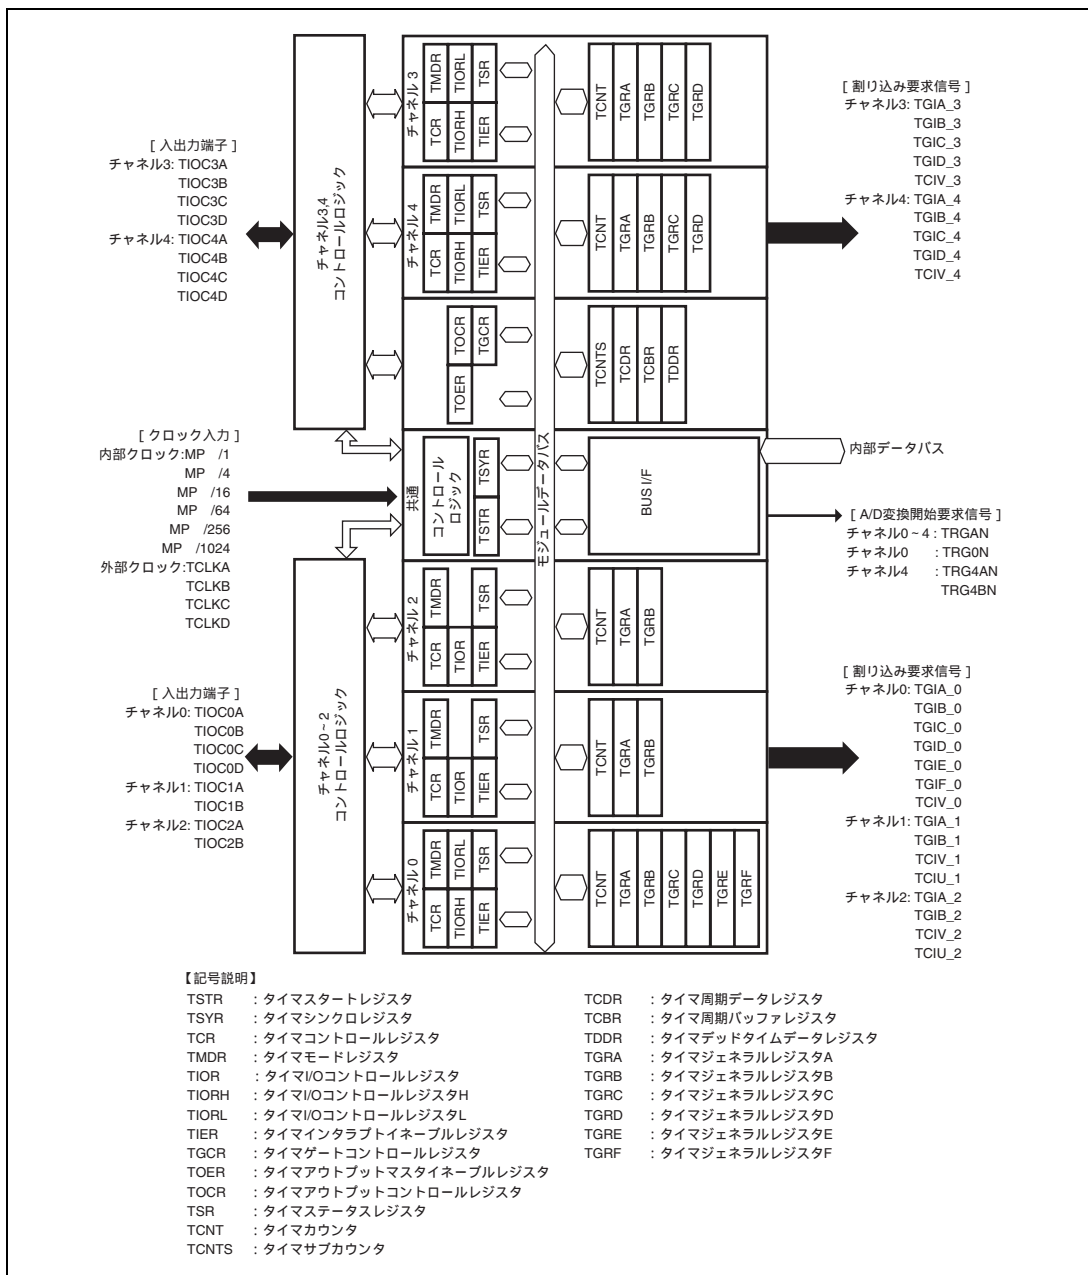 [ 入出力端子 ]
チャネル3: TIOC3A
TIOC3B
TIOC3C
TIOC3D
チャネル4: TIOC4A
TIOC4B
TIOC4C
TIOC4D
[ クロック入力 ]
内部クロック:MP /1
MP /4
MP /16
MP /64
MP /256
MP /1024
外部クロック:TCLKA
TCLKB
TCLKC
TCLKD
[ 入出力端子 ]
チャネル0: TIOC0A
TIOC0B
TIOC0C
TIOC0D
チャネル1: TIOC1A
TIOC1B
チャネル2: TIOC2A
TIOC2B
チャネル3,4
コントロールロジック
チャネル0~2
コントロールロジック
チャネル 3
TMDR
TIORL
TSR
TCR
TIORH
TIER
TCNT
TGRA
TGRB
TGRC
TGRD
チャネル 4
TMDR
TIORL
TSR
TCR
TIORH
TIER
TCNT
TGRA
TGRB
TGRC
TGRD
TOCR
TGCR
TOER
TCNTS
TCDR
TCBR
TDDR
共通
コントロール
ロジック
TSYR
TSTR
モジュールデータバス
BUS I/F
チャネル 2
TMDR
TSR
TCR
TIOR
TIER
TCNT
TGRA
TGRB
チャネル 1
TMDR
TSR
TCR
TIOR
TIER
TCNT
TGRA
TGRB
チャネル 0
TMDR
TIORL
TSR
TCR
TIORH
TIER
TCNT
TGRA
TGRB
TGRC
TGRD
TGRE
TGRF
[ 割り込み要求信号 ]
チャネル3: TGIA_3
TGIB_3
TGIC_3
TGID_3
TCIV_3
チャネル4: TGIA_4
TGIB_4
TGIC_4
TGID_4
TCIV_4
内部データバス
[ A/D変換開始要求信号 ]
チャネル0~4 : TRGAN
チャネル0 : TRG0N
チャネル4 : TRG4AN
TRG4BN
[ 割り込み要求信号 ]
チャネル0: TGIA_0
TGIB_0
TGIC_0
TGID_0
TGIE_0
TGIF_0
TCIV_0
チャネル1: TGIA_1
TGIB_1
TCIV_1
TCIU_1
チャネル2: TGIA_2
TGIB_2
TCIV_2
TCIU_2
【記号説明】
TSTR : タイマスタートレジスタ
TSYR : タイマシンクロレジスタ
TCR : タイマコントロールレジスタ
TMDR : タイマモードレジスタ
TIOR : タイマI/Oコントロールレジスタ
TIORH : タイマI/OコントロールレジスタH
TIORL : タイマI/OコントロールレジスタL
TIER : タイマインタラプトイネーブルレジスタ
TGCR : タイマゲートコントロールレジスタ
TOER : タイマアウトプットマスタイネーブルレジスタ
TOCR : タイマアウトプットコントロールレジスタ
TSR : タイマステータスレジスタ
TCNT : タイマカウンタ
TCNTS : タイマサブカウンタ
TCDR : タイマ周期データレジスタ
TCBR : タイマ周期バッファレジスタ
TDDR : タイマデッドタイムデータレジスタ
TGRA : タイマジェネラルレジスタA
TGRB : タイマジェネラルレジスタB
TGRC : タイマジェネラルレジスタC
TGRD : タイマジェネラルレジスタD
TGRE : タイマジェネラルレジスタE
TGRF : タイマジェネラルレジスタF